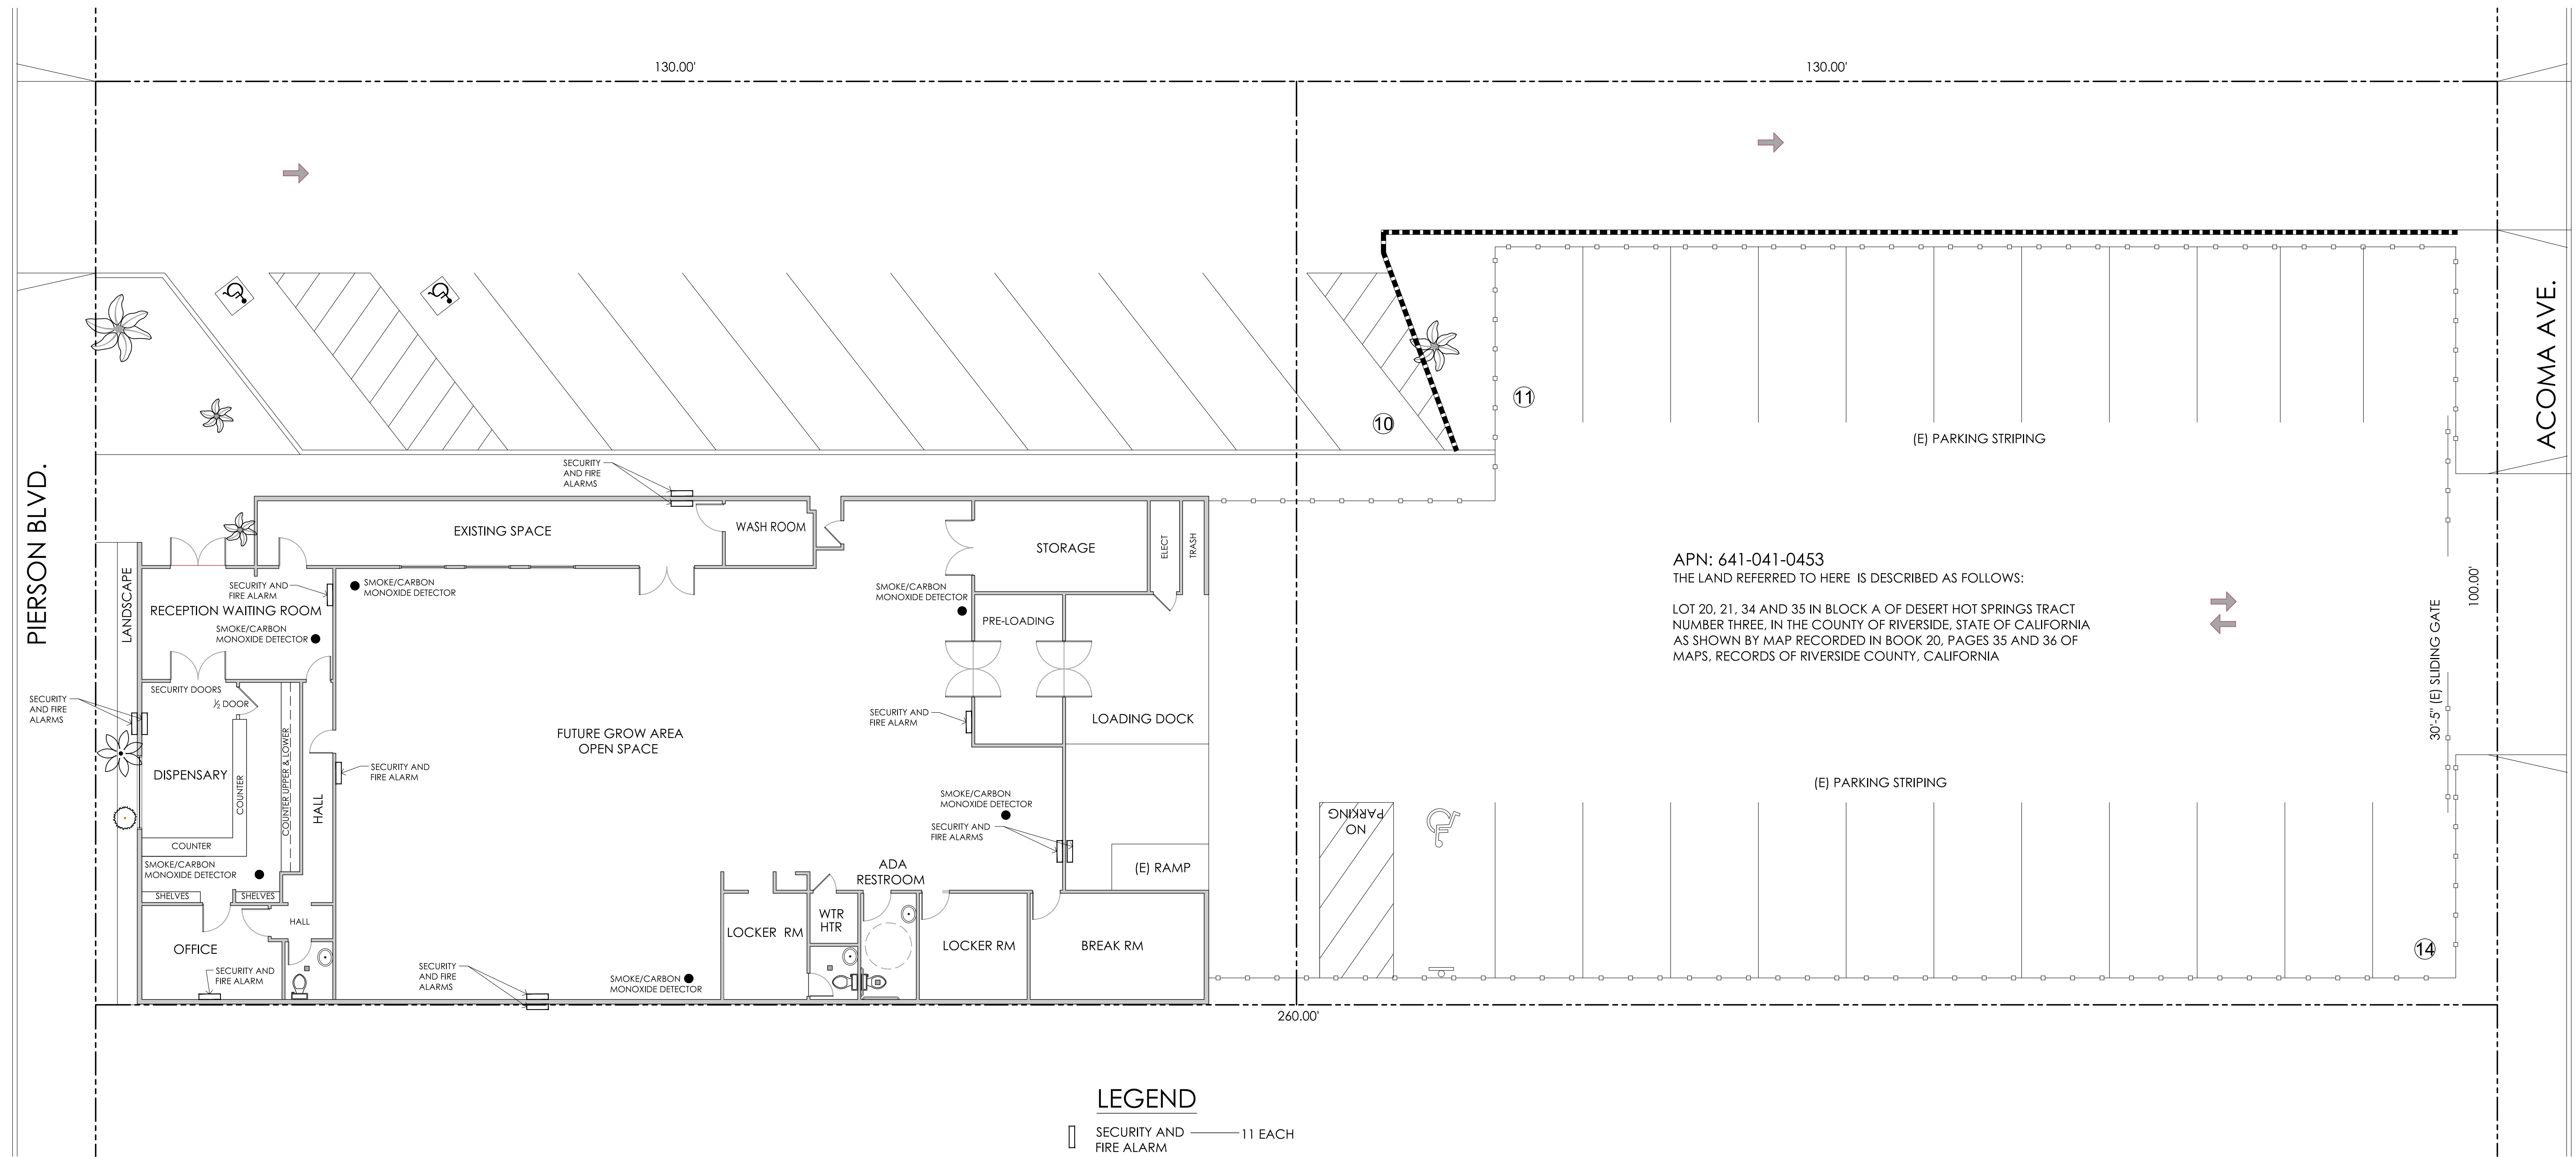 130.00'
130.00'
PIERSON BLVD.
ACOMA AVE.
10
11
(E) PARKING STRIPING
SECURITY
AND FIRE
ALARMS
EXISTING SPACE
WASH ROOM
STORAGE
ELECT
TRASH
LANDSCAPE
SECURITY AND
FIRE ALARM
RECEPTION WAITING ROOM
SMOKE/CARBON
MONOXIDE DETECTOR
SMOKE/CARBON
MONOXIDE DETECTOR
SMOKE/CARBON
MONOXIDE DETECTOR
PRE-LOADING
APN: 641-041-0453
THE LAND REFERRED TO HERE IS DESCRIBED AS FOLLOWS:
LOT 20, 21, 34 AND 35 IN BLOCK A OF DESERT HOT SPRINGS TRACT
NUMBER THREE, IN THE COUNTY OF RIVERSIDE, STATE OF CALIFORNIA
AS SHOWN BY MAP RECORDED IN BOOK 20, PAGES 35 AND 36 OF
MAPS, RECORDS OF RIVERSIDE COUNTY, CALIFORNIA
100.00'
30'-5" (E) SLIDING GATE
SECURITY DOORS
½ DOOR
SECURITY
AND FIRE
ALARMS
SECURITY AND
FIRE ALARM
LOADING DOCK
FUTURE GROW AREA
OPEN SPACE
DISPENSARY
COUNTER
COUNTER UPPER & LOWER
HALL
SECURITY AND
FIRE ALARM
(E) PARKING STRIPING
SMOKE/CARBON
MONOXIDE DETECTOR
SECURITY AND
FIRE ALARMS
NO
PARKING
COUNTER
SMOKE/CARBON
MONOXIDE DETECTOR
ADA
RESTROOM
(E) RAMP
SHELVES
SHELVES
HALL
WTR
HTR
OFFICE
LOCKER RM
LOCKER RM
BREAK RM
14
SECURITY AND
FIRE ALARM
SECURITY
AND FIRE
ALARMS
SMOKE/CARBON
MONOXIDE DETECTOR
260.00'
LEGEND
SECURITY AND
FIRE ALARM
11 EACH